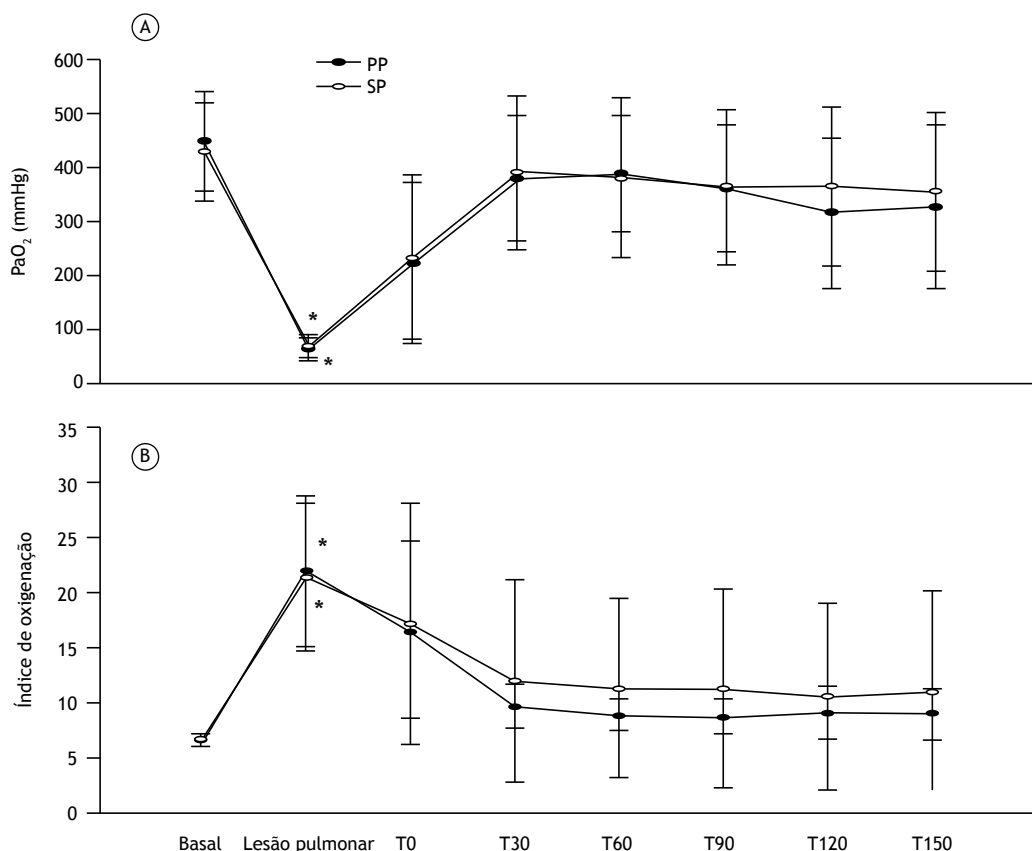 A
PP
SP
PaO₂ (mmHg)
600
500
400
300
200
100
0
*
*
B
Índice de oxigenação
35
30
25
20
15
10
5
0
*
*
Basal Lesão pulmonar T0 T30 T60 T90 T120 T150